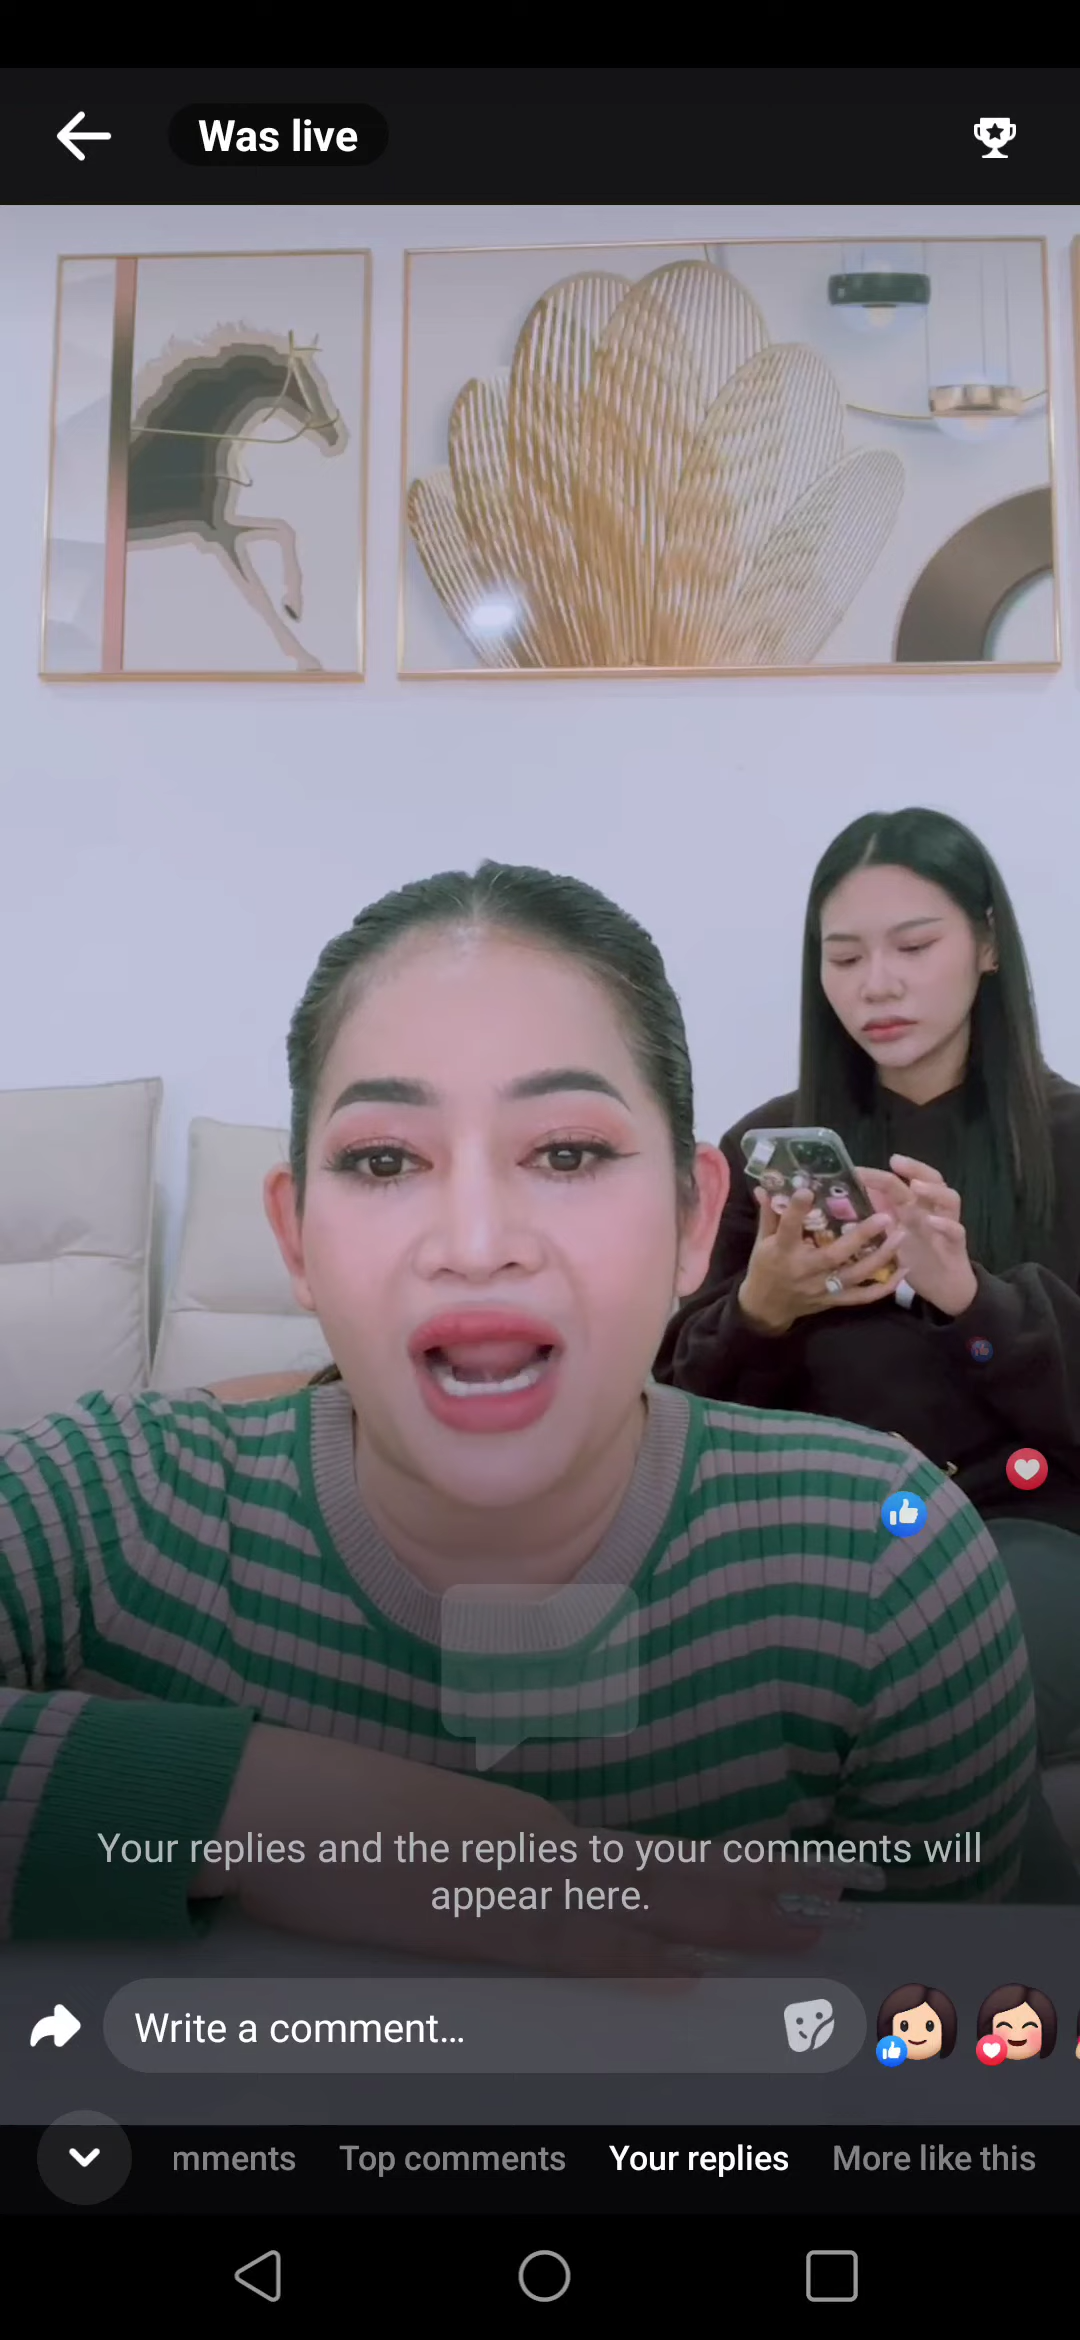 Was live
Your replies and the replies to your comments will
appear here.
Write a comment...
mments Top comments Your replies More like this